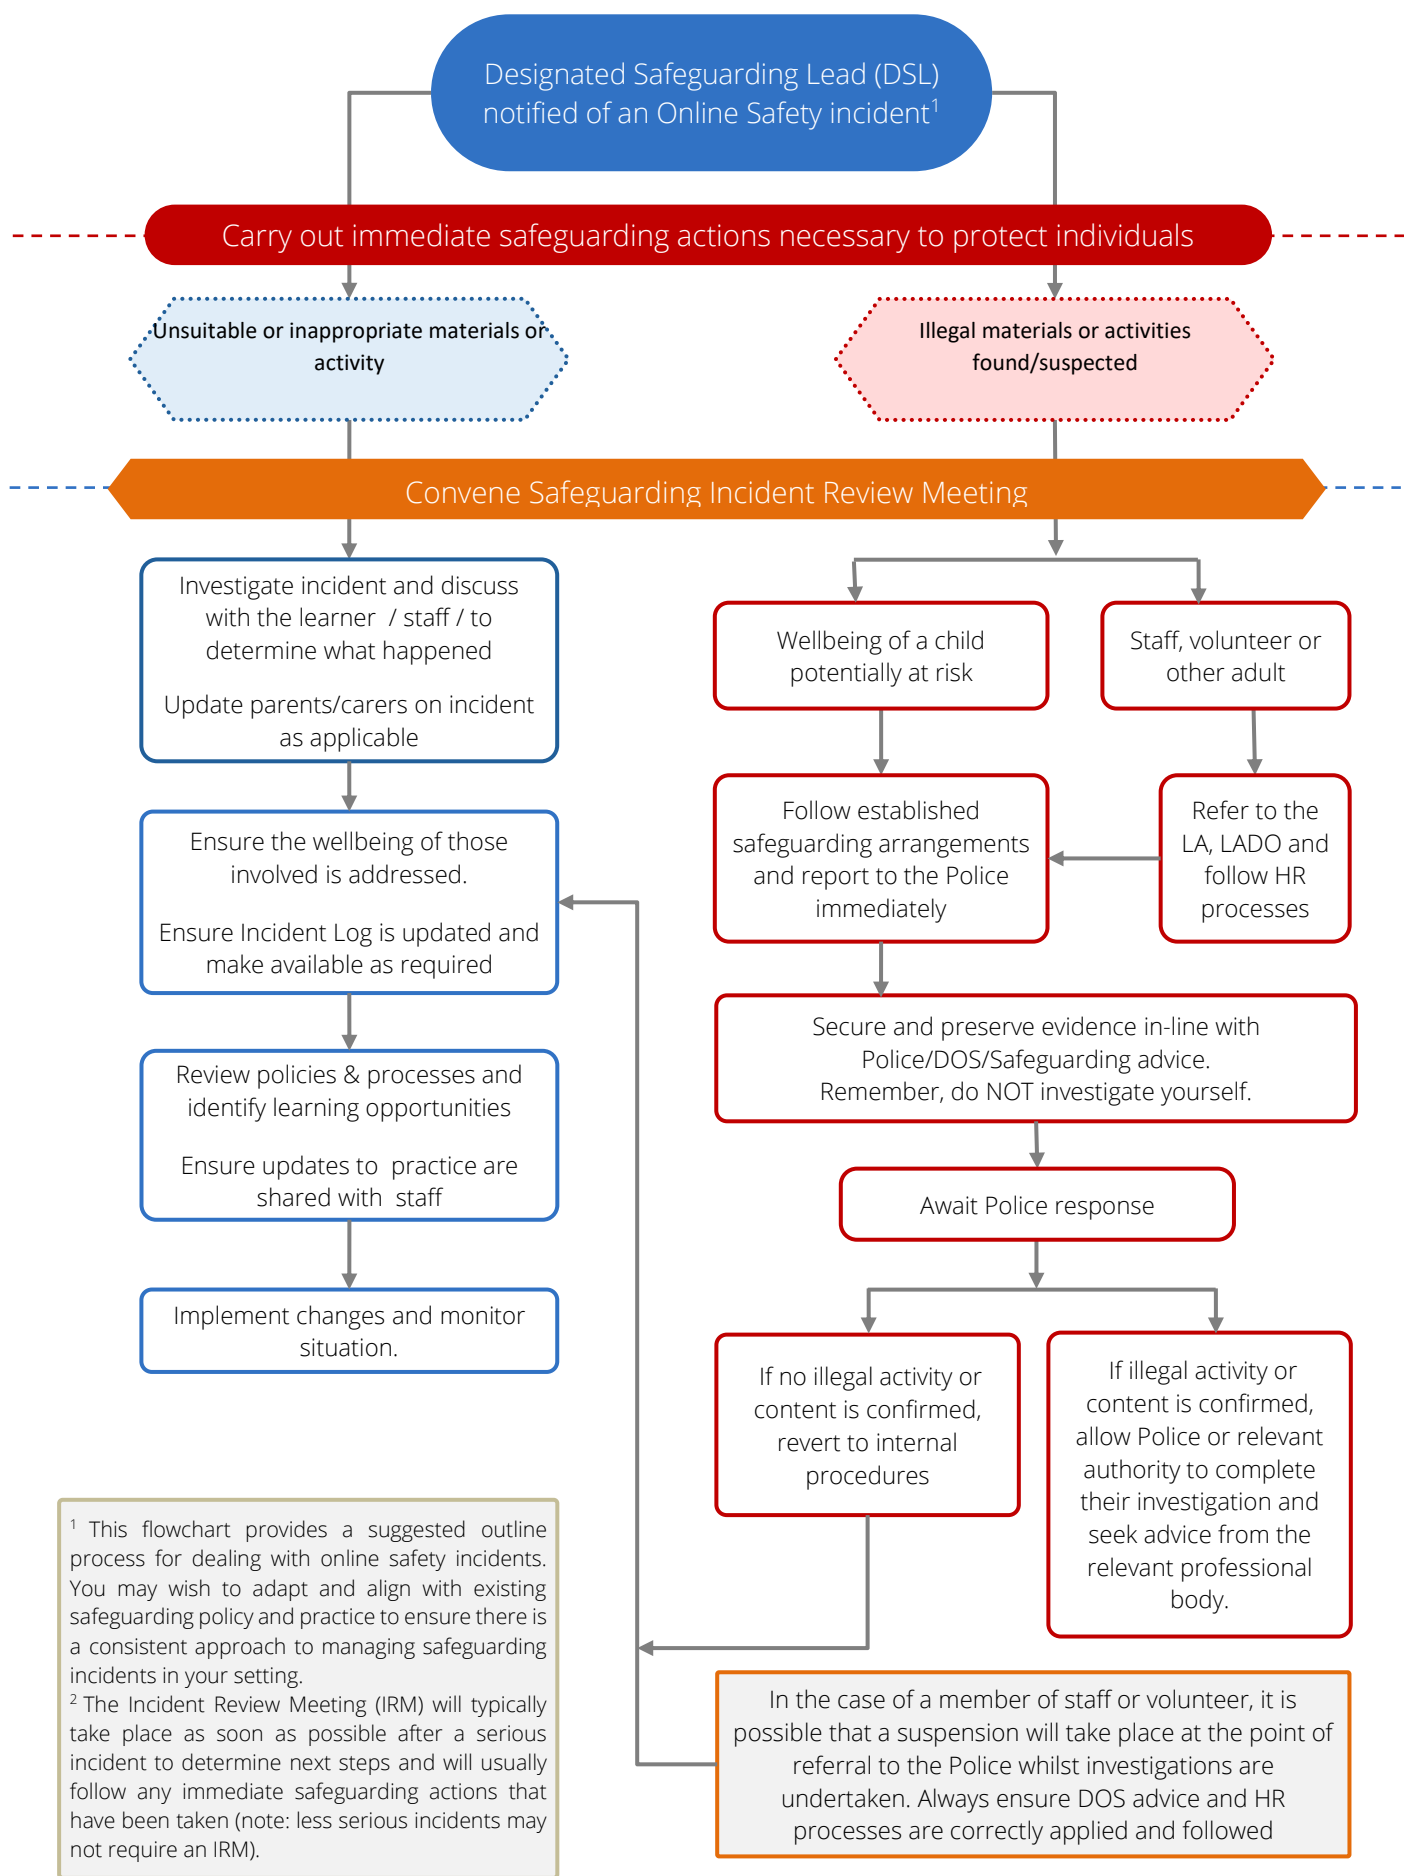 Designated Safeguarding Lead (DSL)
notified of an Online Safety incident1
Carry out immediate safeguarding actions necessary to protect individuals
Unsuitable or inappropriate materials or
activity
Illegal materials or activities
found/suspected
Convene Safeguarding Incident Review Meeting
Investigate incident and discuss
with the learner / staff / to
determine what happened
Update parents/carers on incident
as applicable
Wellbeing of a child
potentially at risk
Staff, volunteer or
other adult
Ensure the wellbeing of those
involved is addressed.
Ensure Incident Log is updated and
make available as required
Follow established
safeguarding arrangements
and report to the Police
immediately
Refer to the
LA, LADO and
follow HR
processes
Secure and preserve evidence in-line with
Police/DOS/Safeguarding advice.
Remember, do NOT investigate yourself.
Review policies & processes and
identify learning opportunities
Ensure updates to practice are
shared with staff
Await Police response
Implement changes and monitor
situation.
If no illegal activity or
content is confirmed,
revert to internal
procedures
If illegal activity or
content is confirmed,
allow Police or relevant
authority to complete
their investigation and
seek advice from the
relevant professional
body.
1 This flowchart provides a suggested outline
process for dealing with online safety incidents.
You may wish to adapt and align with existing
safeguarding policy and practice to ensure there is
a consistent approach to managing safeguarding
incidents in your setting.
2 The Incident Review Meeting (IRM) will typically
take place as soon as possible after a serious
incident to determine next steps and will usually
follow any immediate safeguarding actions that
have been taken (note: less serious incidents may
not require an IRM).
In the case of a member of staff or volunteer, it is
possible that a suspension will take place at the point of
referral to the Police whilst investigations are
undertaken. Always ensure DOS advice and HR
processes are correctly applied and followed